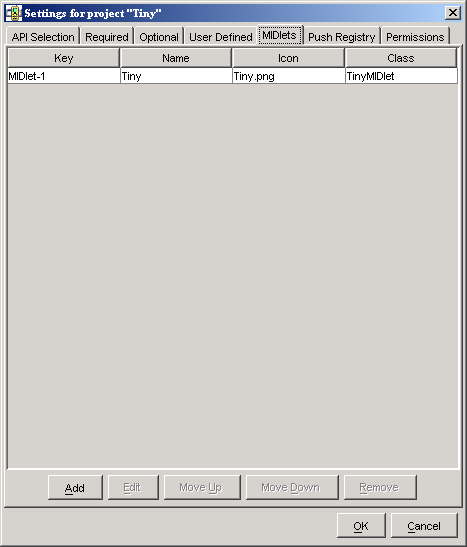 Settings for project "Tiny"
API Selection Required Optional User Defined MIDlets Push Registry Permissions
Key Name Icon Class
MIDlet-1 Tiny Tiny.png TinyMIDlet
Add Edit Move Up Move Down Remove
OK Cancel